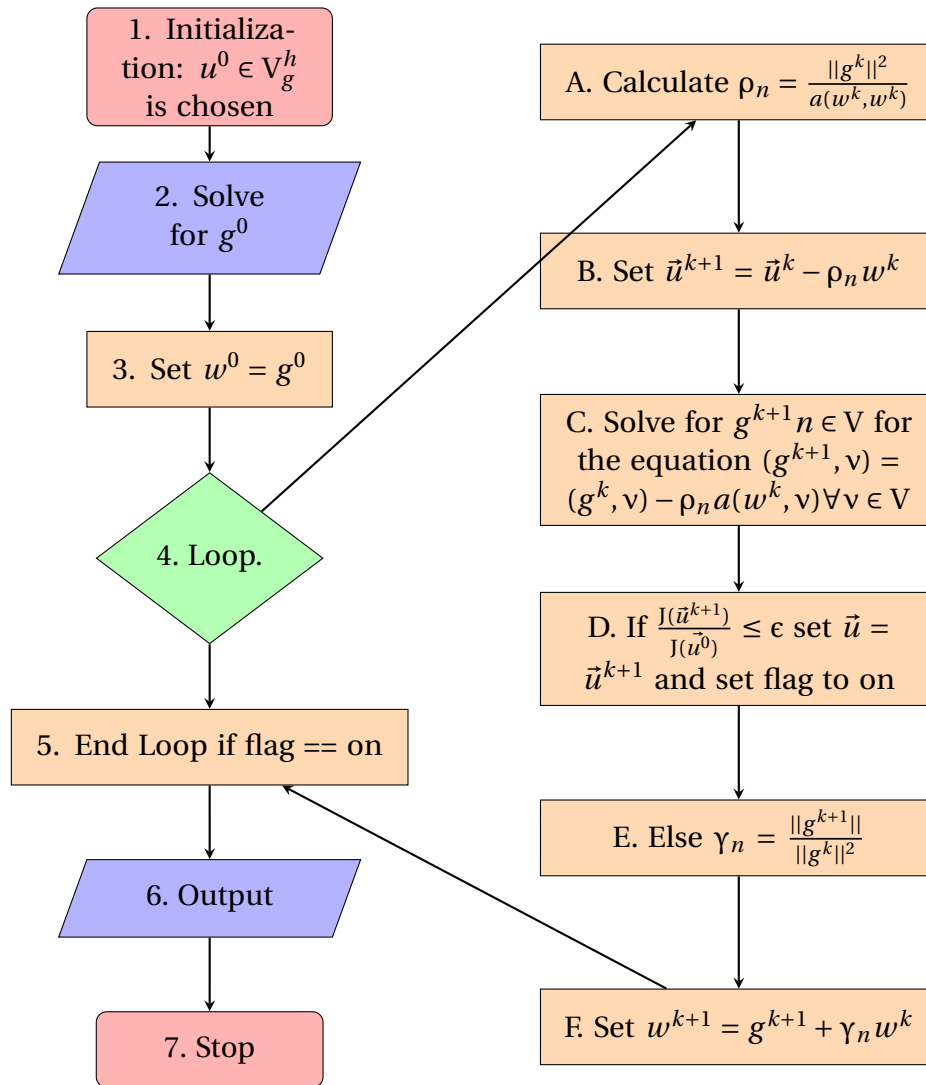 1. Initializa-
tion: u⁰ ∈ V_g^h
is chosen
2. Solve
for g⁰
3. Set w⁰ = g⁰
4. Loop.
5. End Loop if flag == on
6. Output
7. Stop
A. Calculate ρ_n = ||g^k||² / a(w^k,w^k)
B. Set u⃗^{k+1} = u⃗^k − ρ_n w^k
C. Solve for g^{k+1} n ∈ V for
the equation (g^{k+1}, ν) =
(g^k, ν) − ρ_n a(w^k, ν)∀ν ∈ V
D. If J(u⃗^{k+1}) / J(u⃗^0) ≤ ϵ set u⃗ =
u⃗^{k+1} and set flag to on
E. Else γ_n = ||g^{k+1}|| / ||g^k||²
F. Set w^{k+1} = g^{k+1} + γ_n w^k